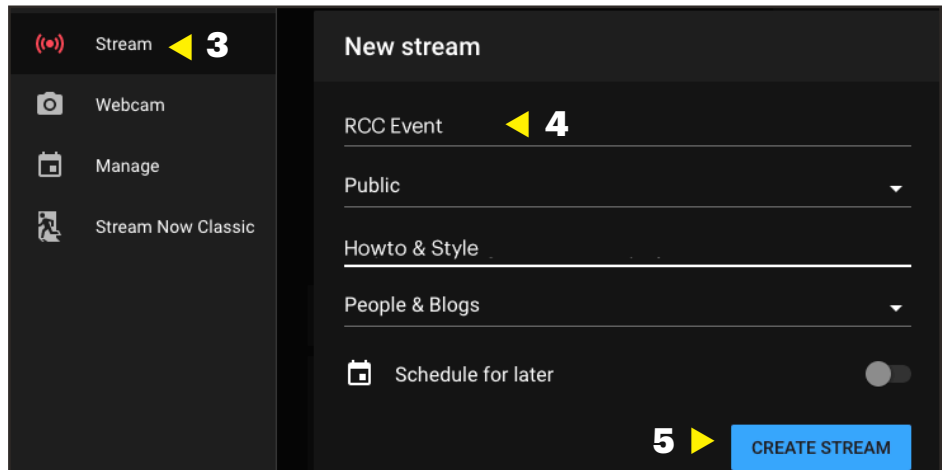 Stream 3
Webcam
Manage
Stream Now Classic
New stream
RCC Event 4
Public
Howto & Style
People & Blogs
Schedule for later
5 CREATE STREAM